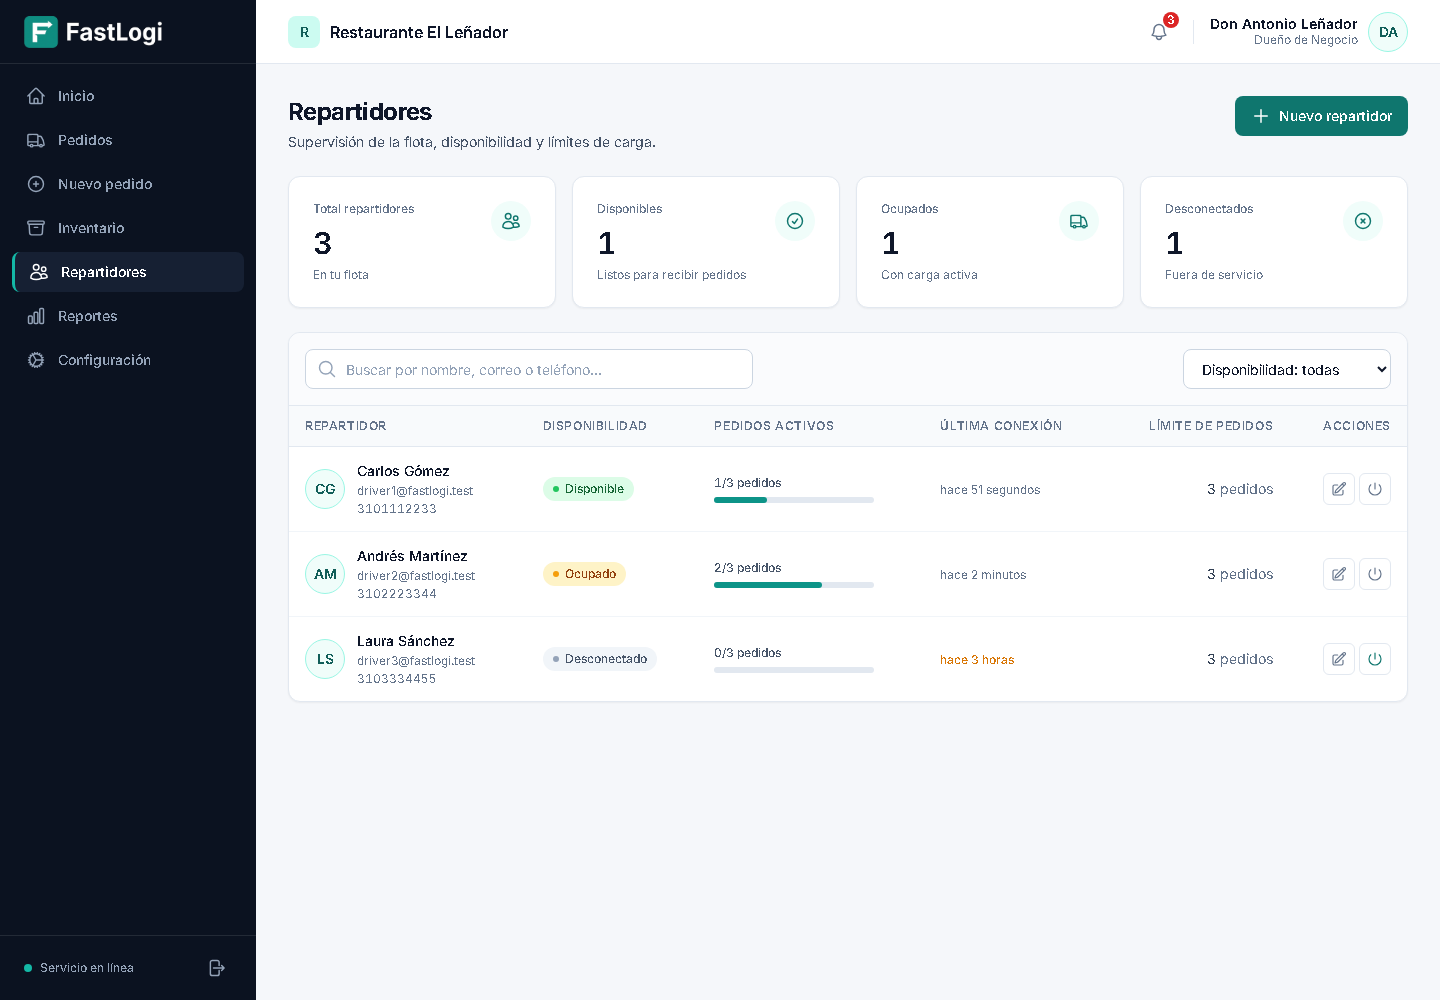 FastLogi
Inicio
Pedidos
Nuevo pedido
Inventario
Repartidores
Reportes
Configuración
Servicio en línea
R
Restaurante El Leñador
3
Don Antonio Leñador
Dueño de Negocio
DA
Repartidores
Supervisión de la flota, disponibilidad y límites de carga.
Nuevo repartidor
Total repartidores
3
En tu flota
Disponibles
1
Listos para recibir pedidos
Ocupados
1
Con carga activa
Desconectados
1
Fuera de servicio
Buscar por nombre, correo o teléfono...
Disponibilidad: todas
REPARTIDOR DISPONIBILIDAD PEDIDOS ACTIVOS ÚLTIMA CONEXIÓN LÍMITE DE PEDIDOS ACCIONES
CG
Carlos Gómez
driver1@fastlogi.test
3101112233
Disponible
1/3 pedidos
hace 51 segundos
3 pedidos
AM
Andrés Martínez
driver2@fastlogi.test
3102223344
Ocupado
2/3 pedidos
hace 2 minutos
3 pedidos
LS
Laura Sánchez
driver3@fastlogi.test
3103334455
Desconectado
0/3 pedidos
hace 3 horas
3 pedidos